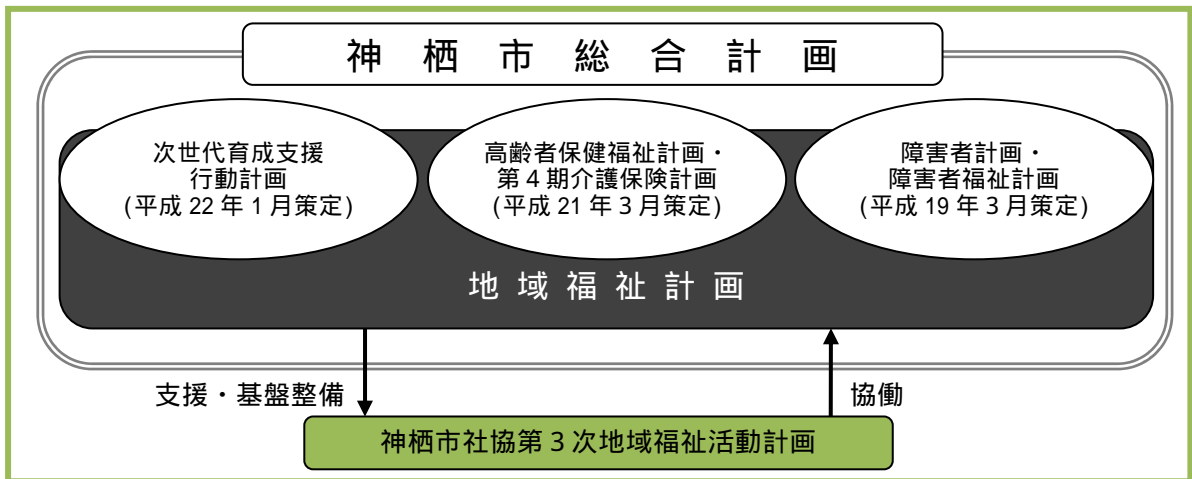 神栖市総合計画
次世代育成支援
行動計画
(平成 22 年 1 月策定)
高齢者保健福祉計画・
第 4 期介護保険計画
(平成 21 年 3 月策定)
障害者計画・
障害者福祉計画
(平成 19 年 3 月策定)
地域福祉計画
支援・基盤整備
協働
神栖市社協第 3 次地域福祉活動計画